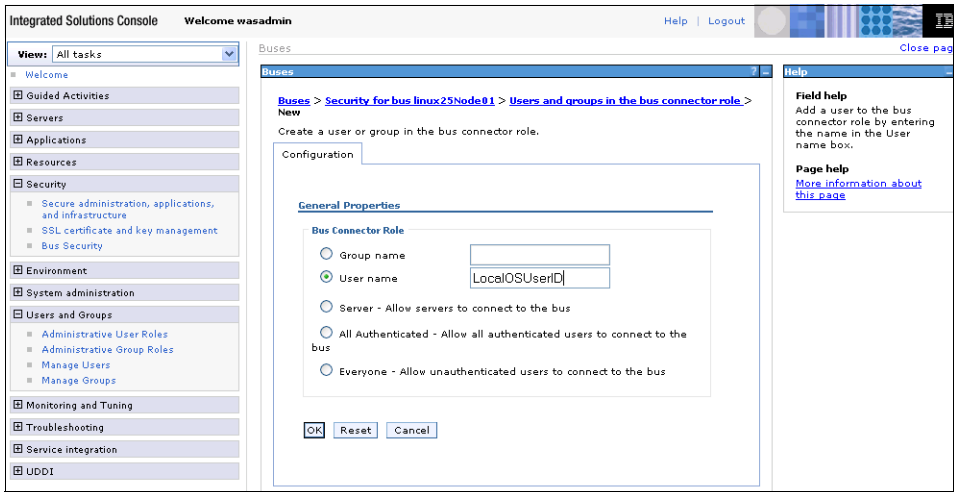 Integrated Solutions Console Welcome wasadmin Help | Logout
View: All tasks
Welcome
Guided Activities
Servers
Applications
Resources
Security
Secure administration, applications,
and infrastructure
SSL certificate and key management
Bus Security
Environment
System administration
Users and Groups
Administrative User Roles
Administrative Group Roles
Manage Users
Manage Groups
Monitoring and Tuning
Troubleshooting
Service integration
UDDI
Buses Close pag
Buses ? -
Buses > Security for bus linux25Node01 > Users and groups in the bus connector role >
New
Create a user or group in the bus connector role.
Configuration
General Properties
Bus Connector Role
Group name
User name LocalOSUserID
Server - Allow servers to connect to the bus
All Authenticated - Allow all authenticated users to connect to the
bus
Everyone - Allow unauthenticated users to connect to the bus
OK Reset Cancel
Help
Field help
Add a user to the bus
connector role by entering
the name in the User
name box.
Page help
More information about
this page